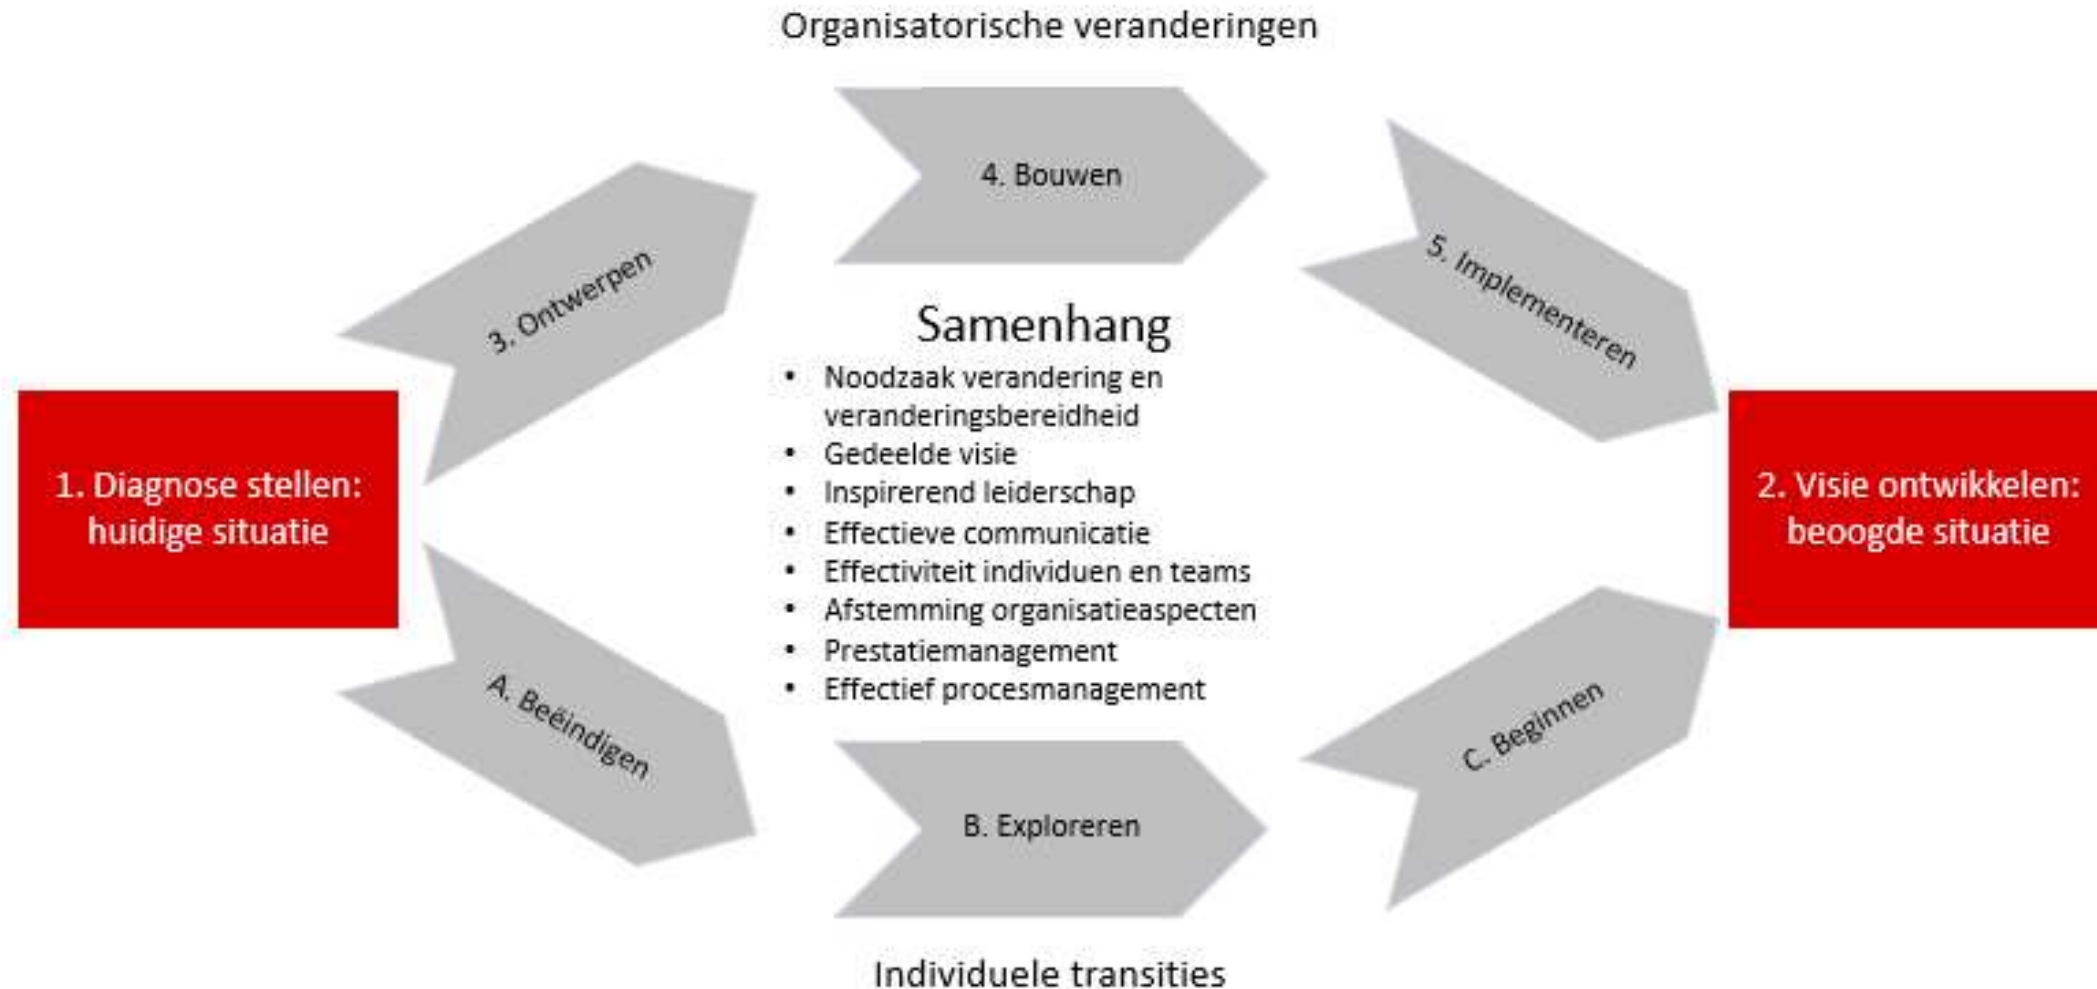 Organisatorische veranderingen
4. Bouwen
3. Ontwerpen
5. Implementeren
Samenhang
• Noodzaak verandering en
veranderingsbereidheid
• Gedeelde visie
• Inspirerend leiderschap
• Effectieve communicatie
• Effectiviteit individuen en teams
• Afstemming organisatieaspecten
• Prestatiemanagement
• Effectief procesmanagement
1. Diagnose stellen:
huidige situatie
2. Visie ontwikkelen:
beoogde situatie
A. Beëindigen
B. Exploreren
C. Beginnen
Individuele transities